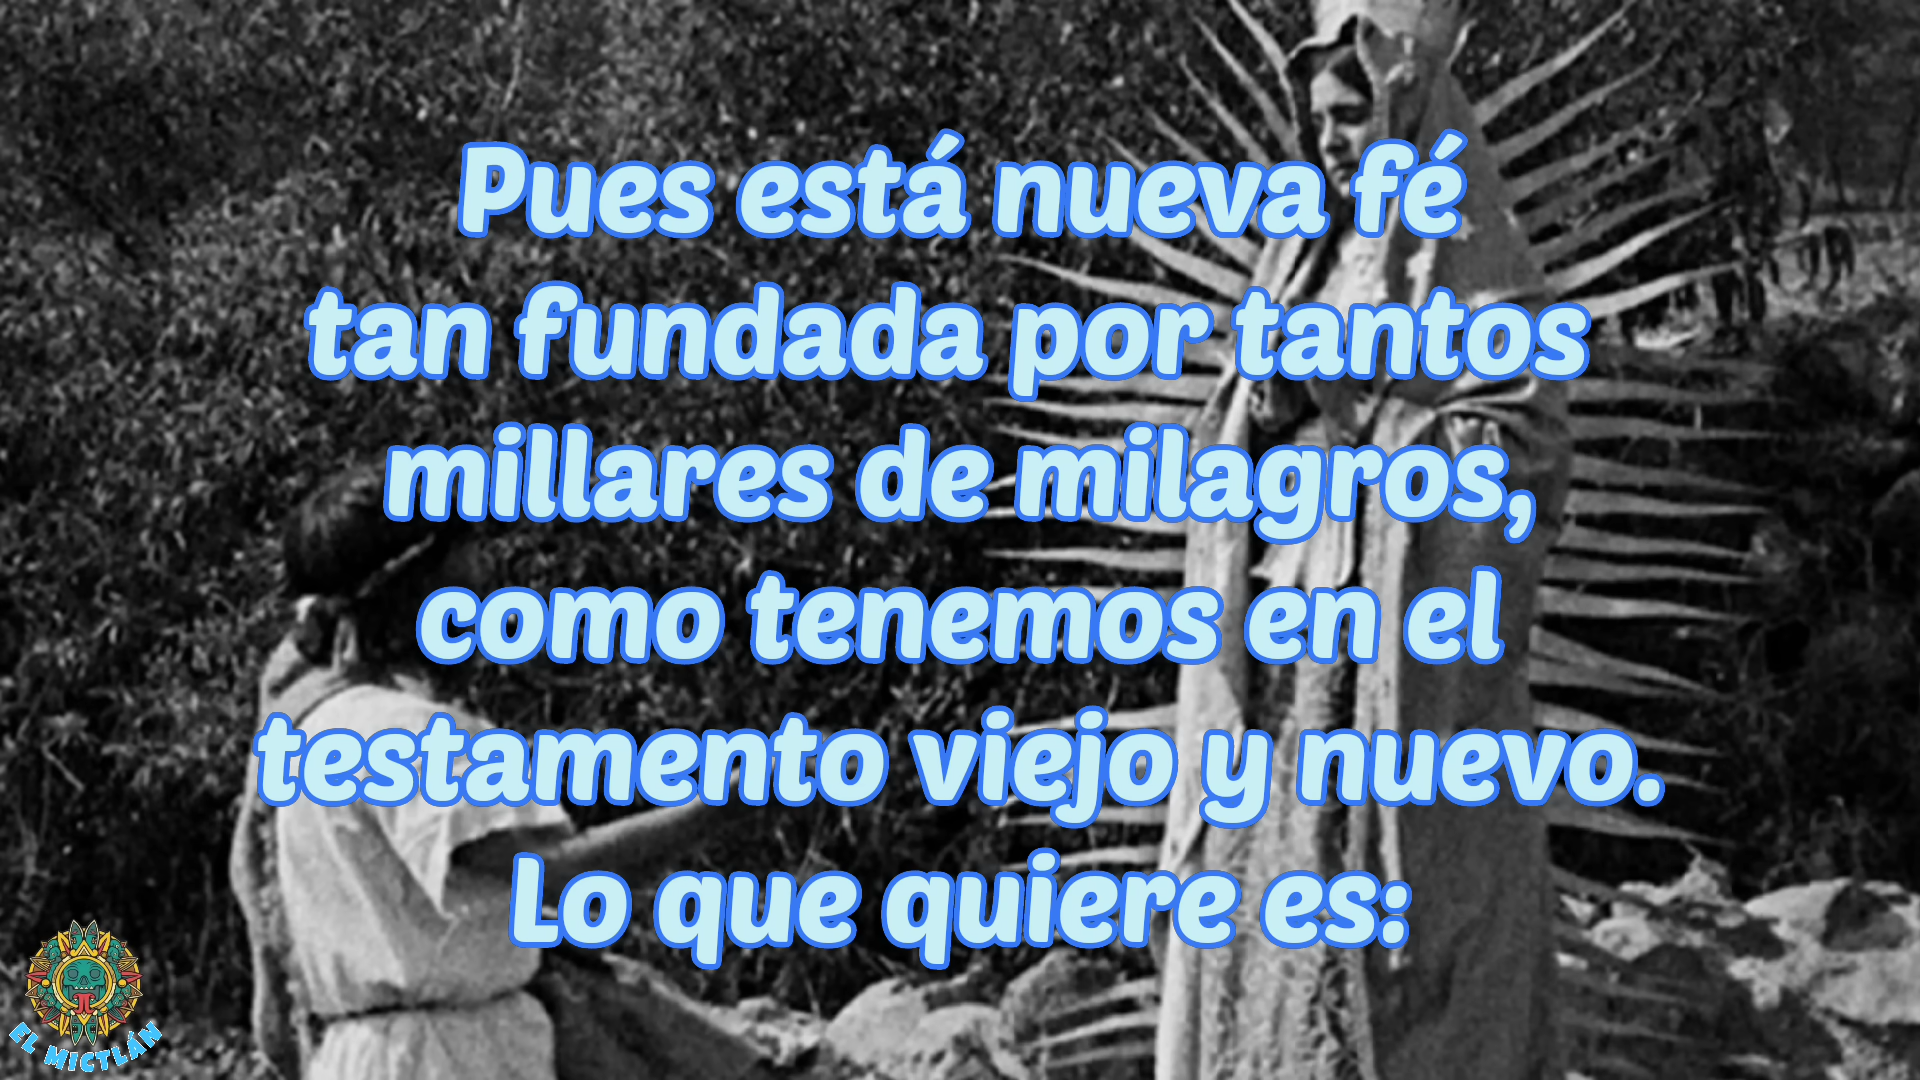 Pues está nueva fé
tan fundada por tantos
millares de milagros,
como tenemos en el
testamento viejo y nuevo.
Lo que quiere es:
EL MICTLÁN